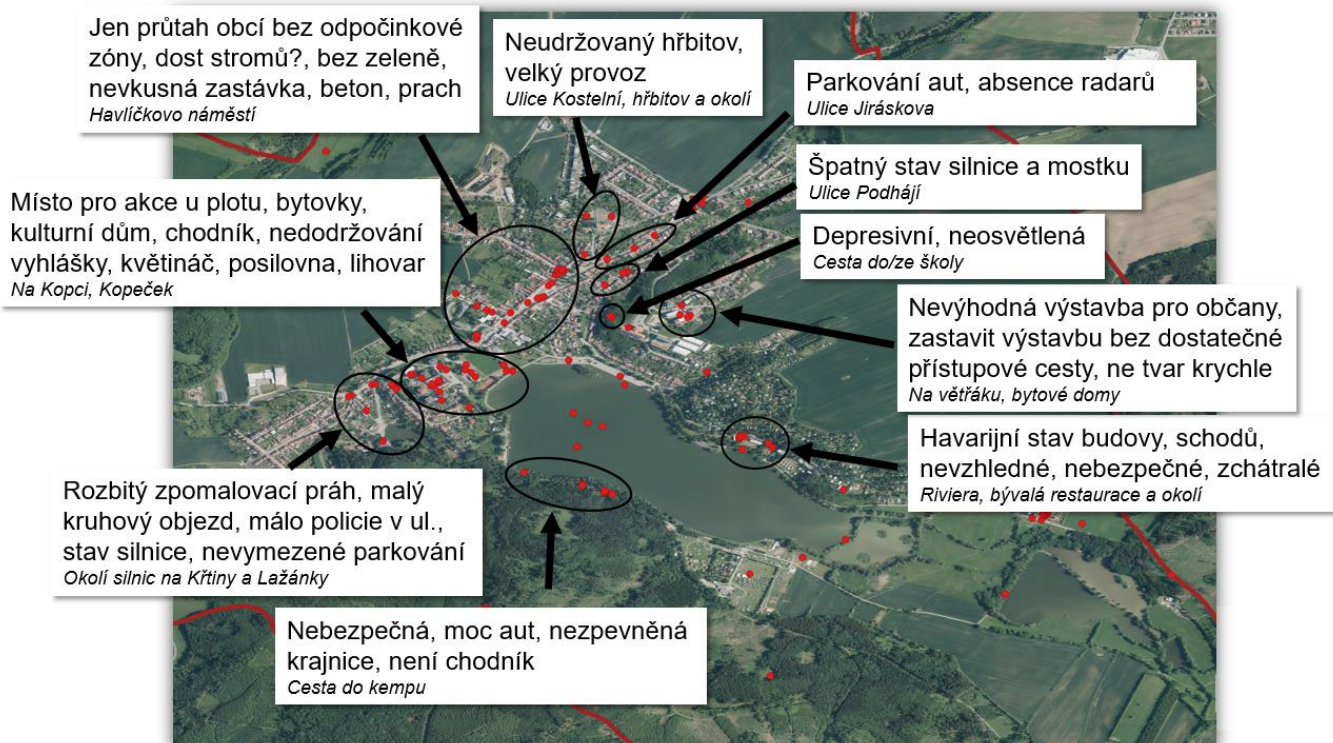 Jen průtah obcí bez odpočinkové
zóny, dost stromů?, bez zeleně,
nevkusná zastávka, beton, prach
Havlíčkovo náměstí
Neudržovaný hřbitov,
velký provoz
Ulice Kostelní, hřbitov a okolí
Parkování aut, absence radarů
Ulice Jiráskova
Špatný stav silnice a mostku
Ulice Podhájí
Místo pro akce u plotu, bytovky,
kulturní dům, chodník, nedodržování
vyhlášky, květináč, posilovna, lihovar
Na Kopci, Kopeček
Depresivní, neosvětlená
Cesta do/ze školy
Nevýhodná výstavba pro občany,
zastavit výstavbu bez dostatečné
přístupové cesty, ne tvar krychle
Na větřáku, bytové domy
Havarijní stav budovy, schodů,
nevzhledné, nebezpečné, zchátralé
Riviera, bývalá restaurace a okolí
Rozbitý zpomalovací práh, malý
kruhový objezd, málo policie v ul.,
stav silnice, nevymezené parkování
Okolí silnic na Křtiny a Lažánky
Nebezpečná, moc aut, nezpevněná
krajnice, není chodník
Cesta do kempu